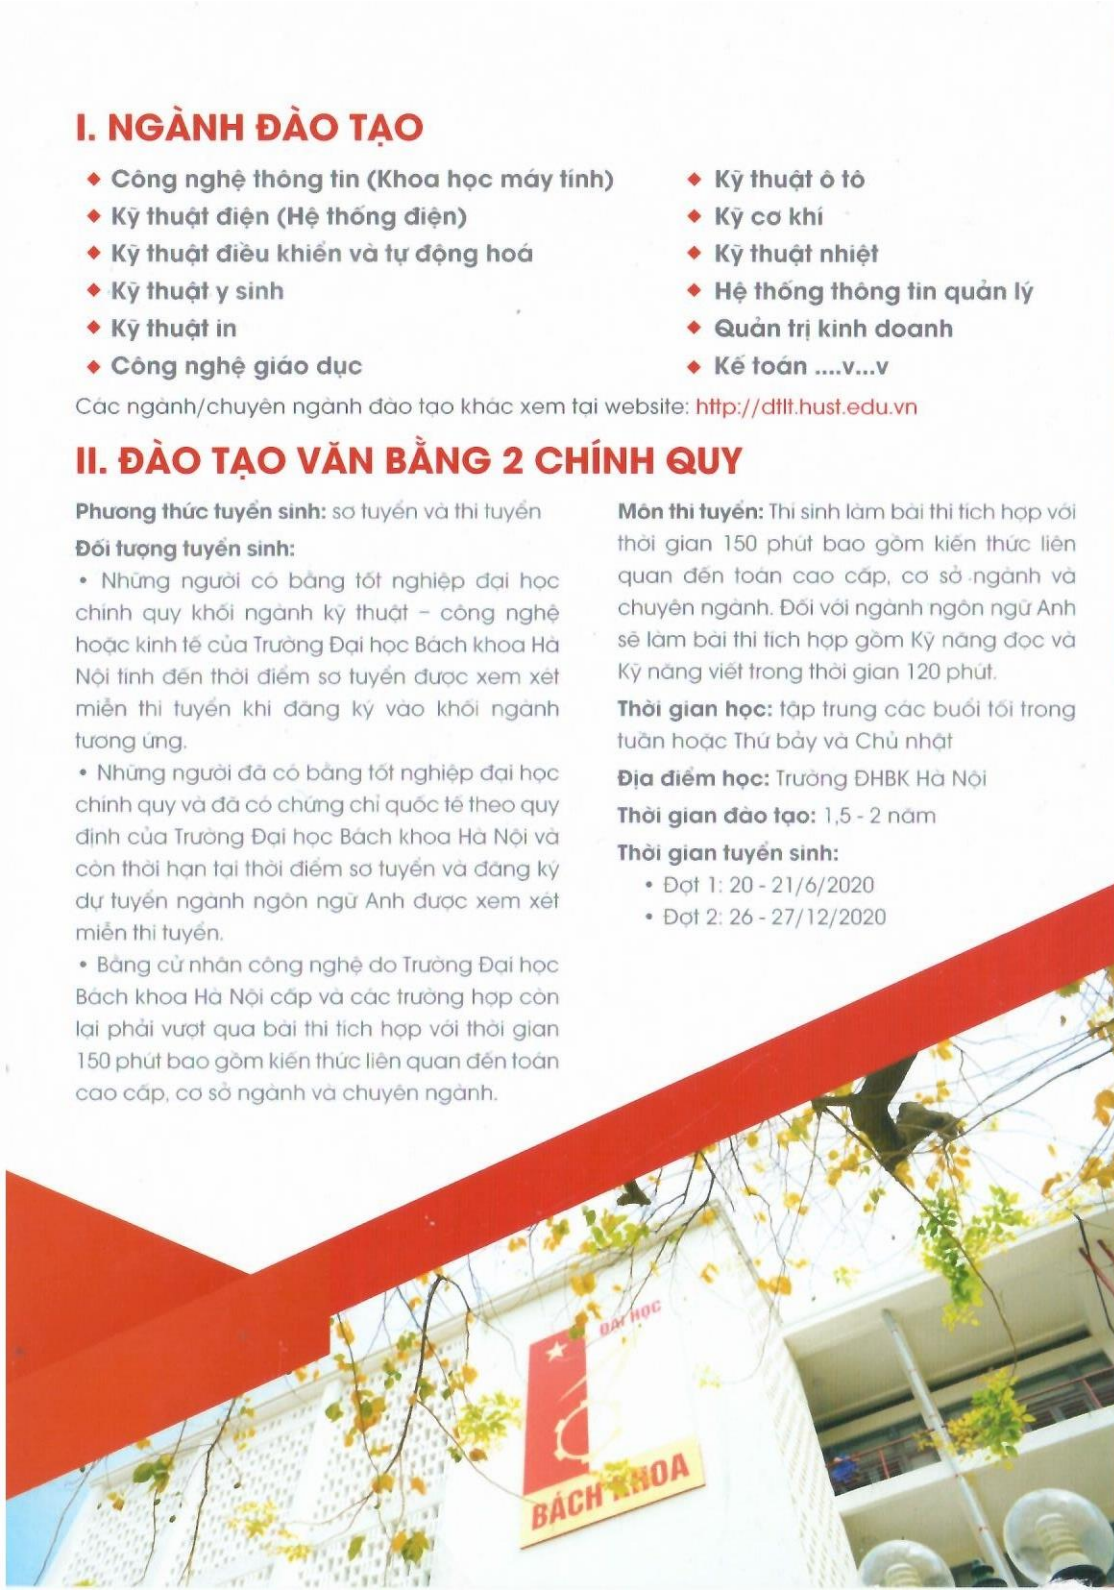 I. NGÀNH ĐÀO TẠO
◆ Công nghệ thông tin (Khoa học máy tính)
◆ Kỹ thuật điện (Hệ thống điện)
◆ Kỹ thuật điều khiển và tự động hoá
◆ Kỹ thuật y sinh
◆ Kỹ thuật in
◆ Công nghệ giáo dục
◆ Kỹ thuật ô tô
◆ Kỹ cơ khí
◆ Kỹ thuật nhiệt
◆ Hệ thống thông tin quản lý
◆ Quản trị kinh doanh
◆ Kế toán ....v...v
Các ngành/chuyên ngành đào tạo khác xem tại website: http://dtlt.hust.edu.vn
II. ĐÀO TẠO VĂN BẰNG 2 CHÍNH QUY
Phương thức tuyển sinh: sơ tuyển và thi tuyển
Đối tượng tuyển sinh:
• Những người có bằng tốt nghiệp đại học
chính quy khối ngành kỹ thuật – công nghệ
hoặc kinh tế của Trường Đại học Bách khoa Hà
Nội tính đến thời điểm sơ tuyển được xem xét
miễn thi tuyển khi đăng ký vào khối ngành
tương ứng.
• Những người đã có bằng tốt nghiệp đại học
chính quy và đã có chứng chỉ quốc tế theo quy
định của Trường Đại học Bách khoa Hà Nội và
còn thời hạn tại thời điểm sơ tuyển và đăng ký
dự tuyển ngành ngôn ngữ Anh được xem xét
miễn thi tuyển.
• Bằng cử nhân công nghệ do Trường Đại học
Bách khoa Hà Nội cấp và các trường hợp còn
lại phải vượt qua bài thi tích hợp với thời gian
150 phút bao gồm kiến thức liên quan đến toán
cao cấp, cơ sở ngành và chuyên ngành.
Môn thi tuyển: Thí sinh làm bài thi tích hợp với
thời gian 150 phút bao gồm kiến thức liên
quan đến toán cao cấp, cơ sở ngành và
chuyên ngành. Đối với ngành ngôn ngữ Anh
sẽ làm bài thi tích hợp gồm Kỹ năng đọc và
Kỹ năng viết trong thời gian 120 phút.
Thời gian học: tập trung các buổi tối trong
tuần hoặc Thứ bảy và Chủ nhật
Địa điểm học: Trường ĐHBK Hà Nội
Thời gian đào tạo: 1,5 - 2 năm
Thời gian tuyển sinh:
• Đợt 1: 20 - 21/6/2020
• Đợt 2: 26 - 27/12/2020
ĐẠI HỌC
BÁCH KHOA